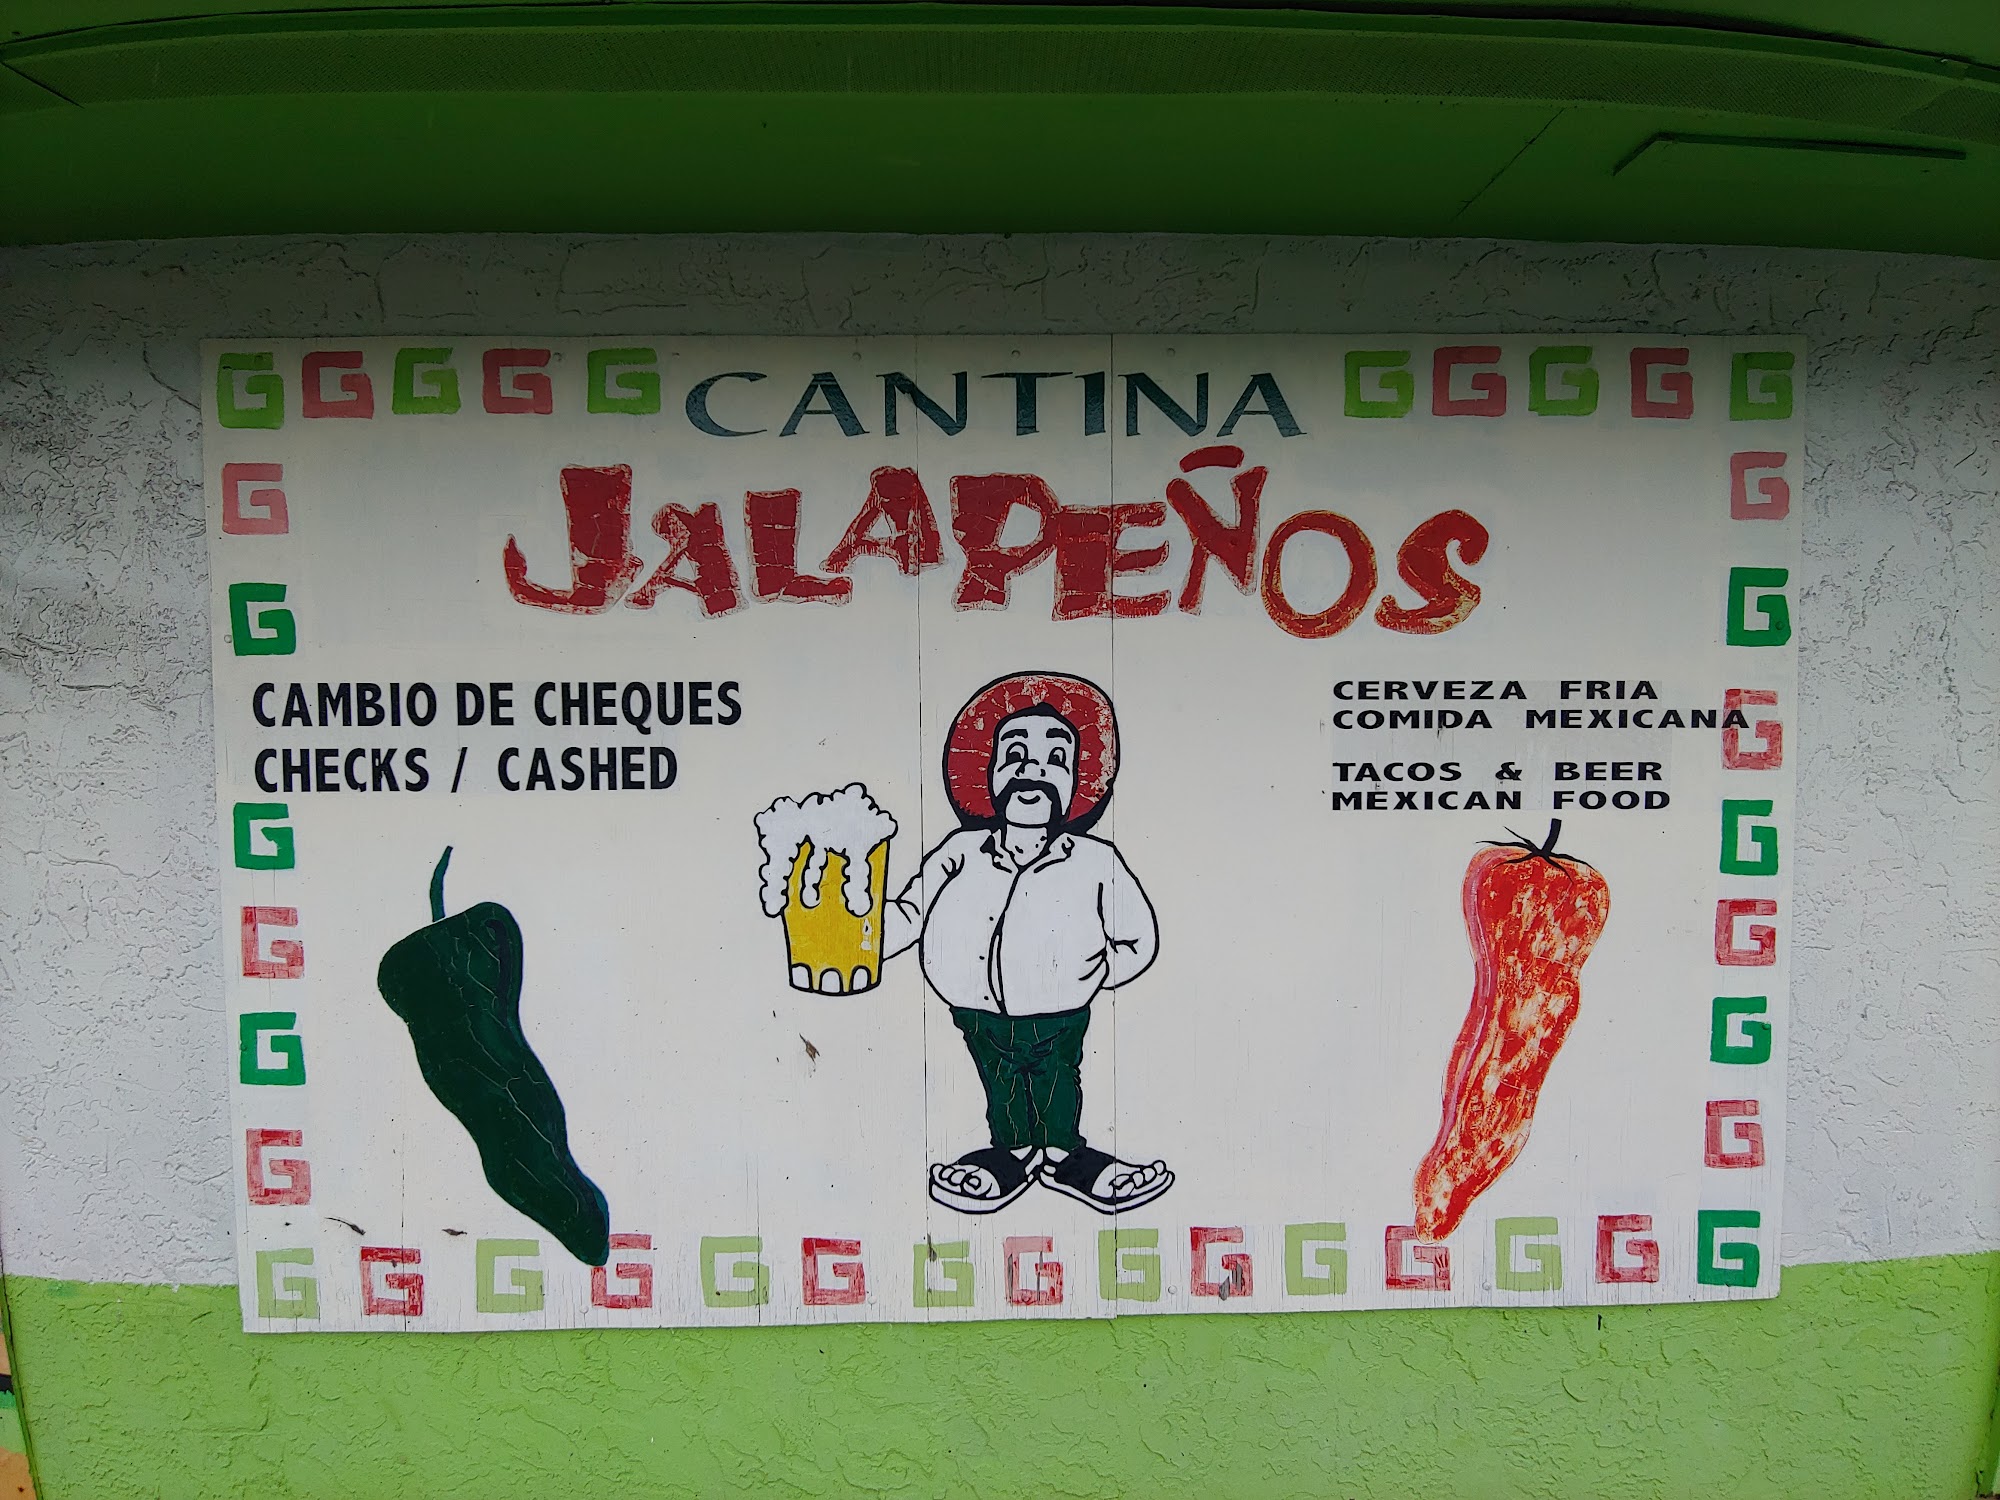 CANTINA
JALAPEÑOS
CAMBIO DE CHEQUES
CHECKS / CASHED
CERVEZA FRIA
COMIDA MEXICANA
TACOS & BEER
MEXICAN FOOD